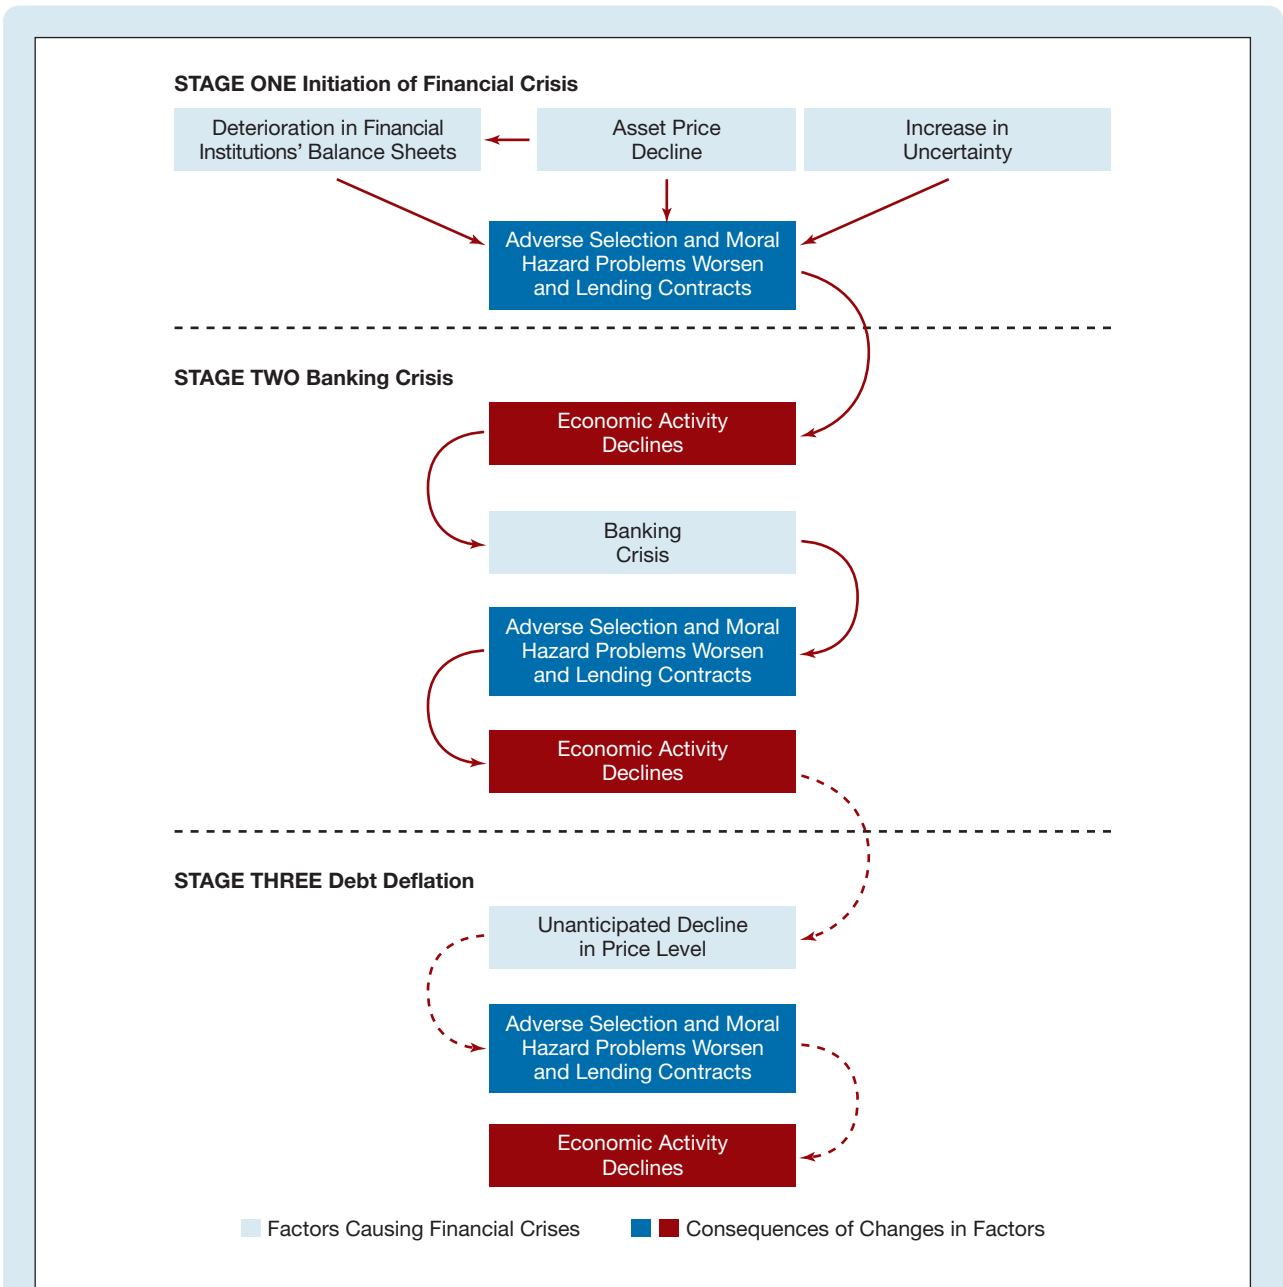 STAGE ONE Initiation of Financial Crisis
Deterioration in Financial
Institutions’ Balance Sheets
Asset Price
Decline
Increase in
Uncertainty
Adverse Selection and Moral
Hazard Problems Worsen
and Lending Contracts
STAGE TWO Banking Crisis
Economic Activity
Declines
Banking
Crisis
Adverse Selection and Moral
Hazard Problems Worsen
and Lending Contracts
Economic Activity
Declines
STAGE THREE Debt Deflation
Unanticipated Decline
in Price Level
Adverse Selection and Moral
Hazard Problems Worsen
and Lending Contracts
Economic Activity
Declines
Factors Causing Financial Crises
Consequences of Changes in Factors